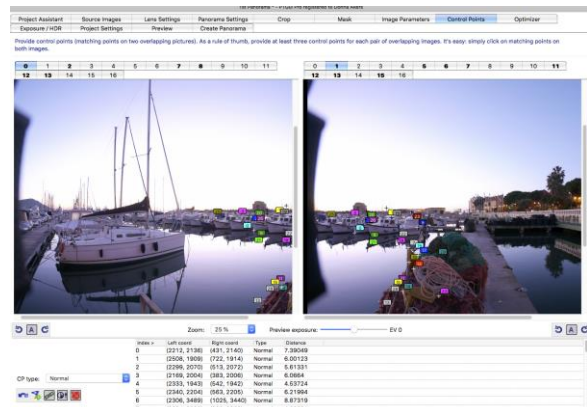 Project Assistant Source Images Lens Settings Panorama Settings Crop Mask Image Parameters Control Points Optimizer
Exposure / HDR Project Settings Preview Create Panorama
Provide control points (matching points on two overlapping pictures). As a rule of thumb, provide at least three control points for each pair of overlapping images. It's easy: simply click on matching points on
both images.
0 1 2 3 4 5 6 7 8 9 10 11
12 13 14 15 16
0 1 2 3 4 5 6 7 8 9 10 11
12 13 14 15 16
A Zoom: 25 % Preview exposure: EV 0 A
Index > Left coord Right coord Type Distance
0 (2212, 2136) (431, 2140) Normal 7.39049
1 (2508, 1909) (722, 1914) Normal 6.00123
2 (2299, 2070) (513, 2072) Normal 5.61331
3 (2169, 2004) (383, 2006) Normal 6.0654
4 (2333, 1943) (542, 1942) Normal 4.53724
5 (2340, 2204) (563, 2205) Normal 6.21994
6 (2306, 3489) (1025, 3440) Normal 8.87319
CP type: Normal